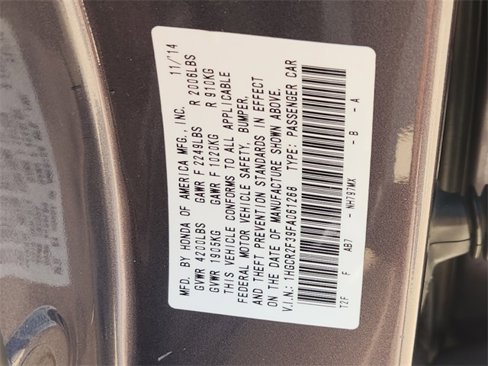 MFD. BY HONDA OF AMERICA MFG., INC. 11/'14
GVWR 4200LBS GAWR F 2249LBS R 2006LBS
GVWR 1905KG GAWR F 1020KG R 910KG
THIS VEHICLE CONFORMS TO ALL APPLICABLE
FEDERAL MOTOR VEHICLE SAFETY, BUMPER,
AND THEFT PREVENTION STANDARDS IN EFFECT
ON THE DATE OF MANUFACTURE SHOWN ABOVE.
V.I.N.: 1HGCR2F39FA061268 TYPE: PASSENGER CAR
T2F F AB7 - NH797MX - B - A